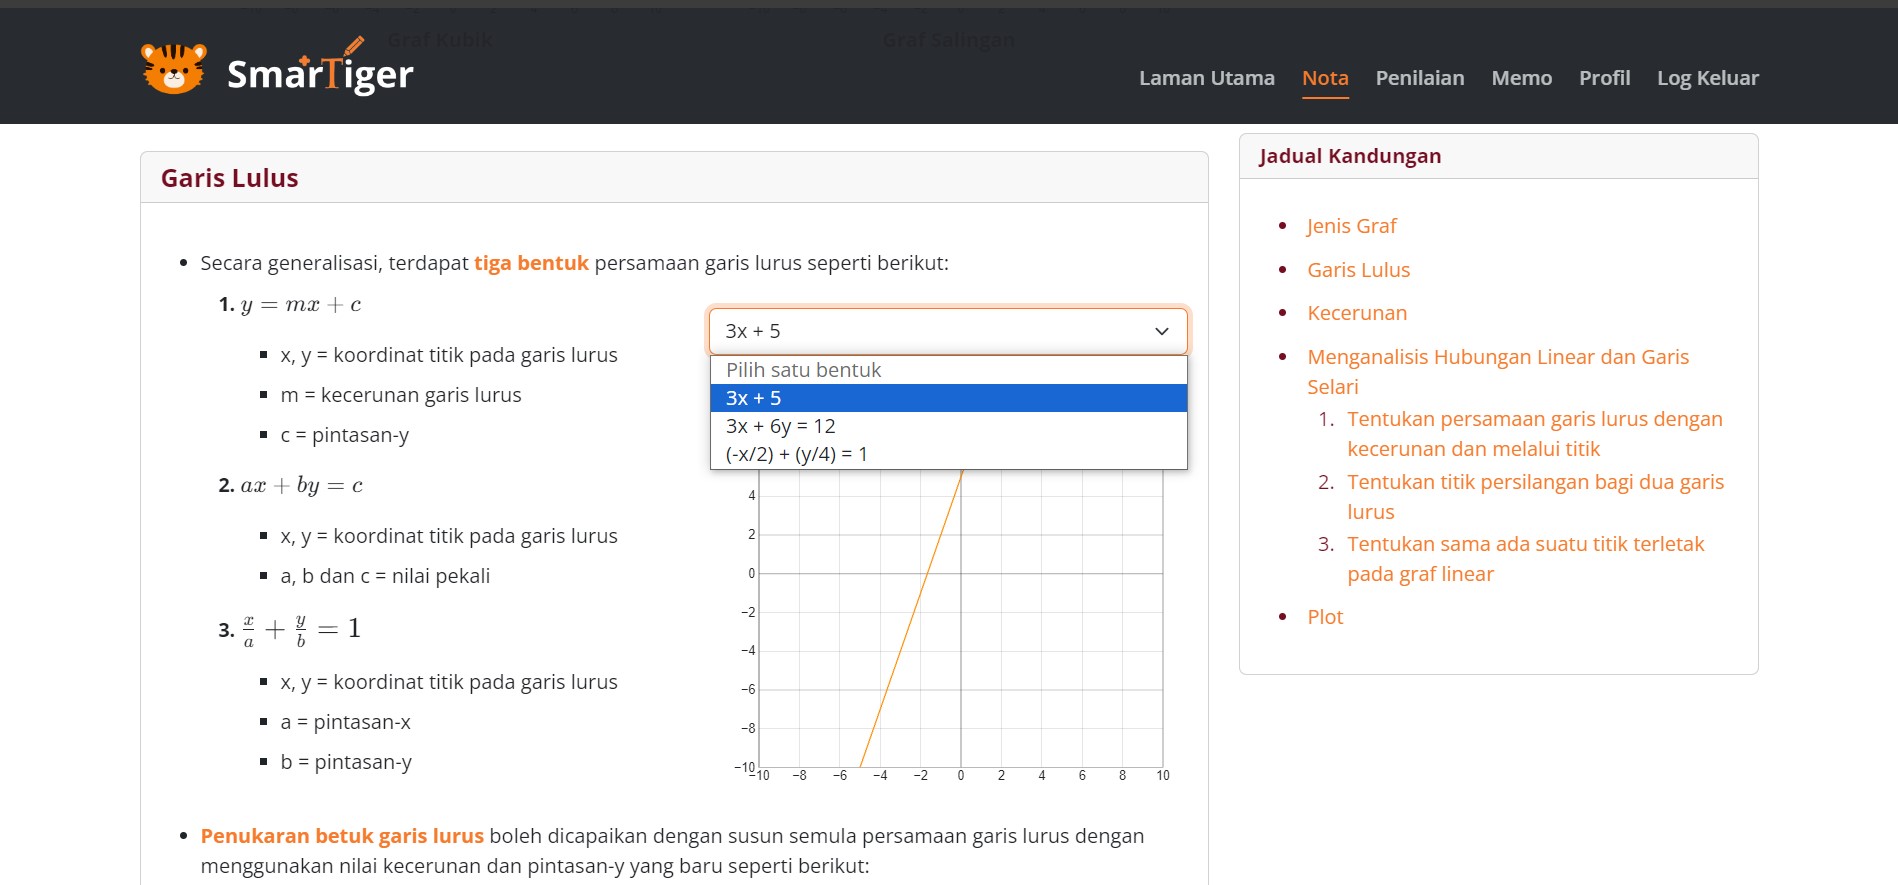 Graf Kubik
Graf Salingan
SmarTiger
Laman Utama
Nota
Penilaian
Memo
Profil
Log Keluar
Garis Lulus
• Secara generalisasi, terdapat tiga bentuk persamaan garis lurus seperti berikut:
1. y = mx + c
▪ x, y = koordinat titik pada garis lurus
▪ m = kecerunan garis lurus
▪ c = pintasan-y
2. ax + by = c
▪ x, y = koordinat titik pada garis lurus
▪ a, b dan c = nilai pekali
3. x/a + y/b = 1
▪ x, y = koordinat titik pada garis lurus
▪ a = pintasan-x
▪ b = pintasan-y
3x + 5
Pilih satu bentuk
3x + 5
3x + 6y = 12
(-x/2) + (y/4) = 1
4
2
0
−2
−4
−6
−8
−10
−10 −8 −6 −4 −2 0 2 4 6 8 10
• Penukaran betuk garis lurus boleh dicapaikan dengan susun semula persamaan garis lurus dengan
menggunakan nilai kecerunan dan pintasan-y yang baru seperti berikut:
Jadual Kandungan
• Jenis Graf
• Garis Lulus
• Kecerunan
• Menganalisis Hubungan Linear dan Garis
Selari
1. Tentukan persamaan garis lurus dengan
kecerunan dan melalui titik
2. Tentukan titik persilangan bagi dua garis
lurus
3. Tentukan sama ada suatu titik terletak
pada graf linear
• Plot